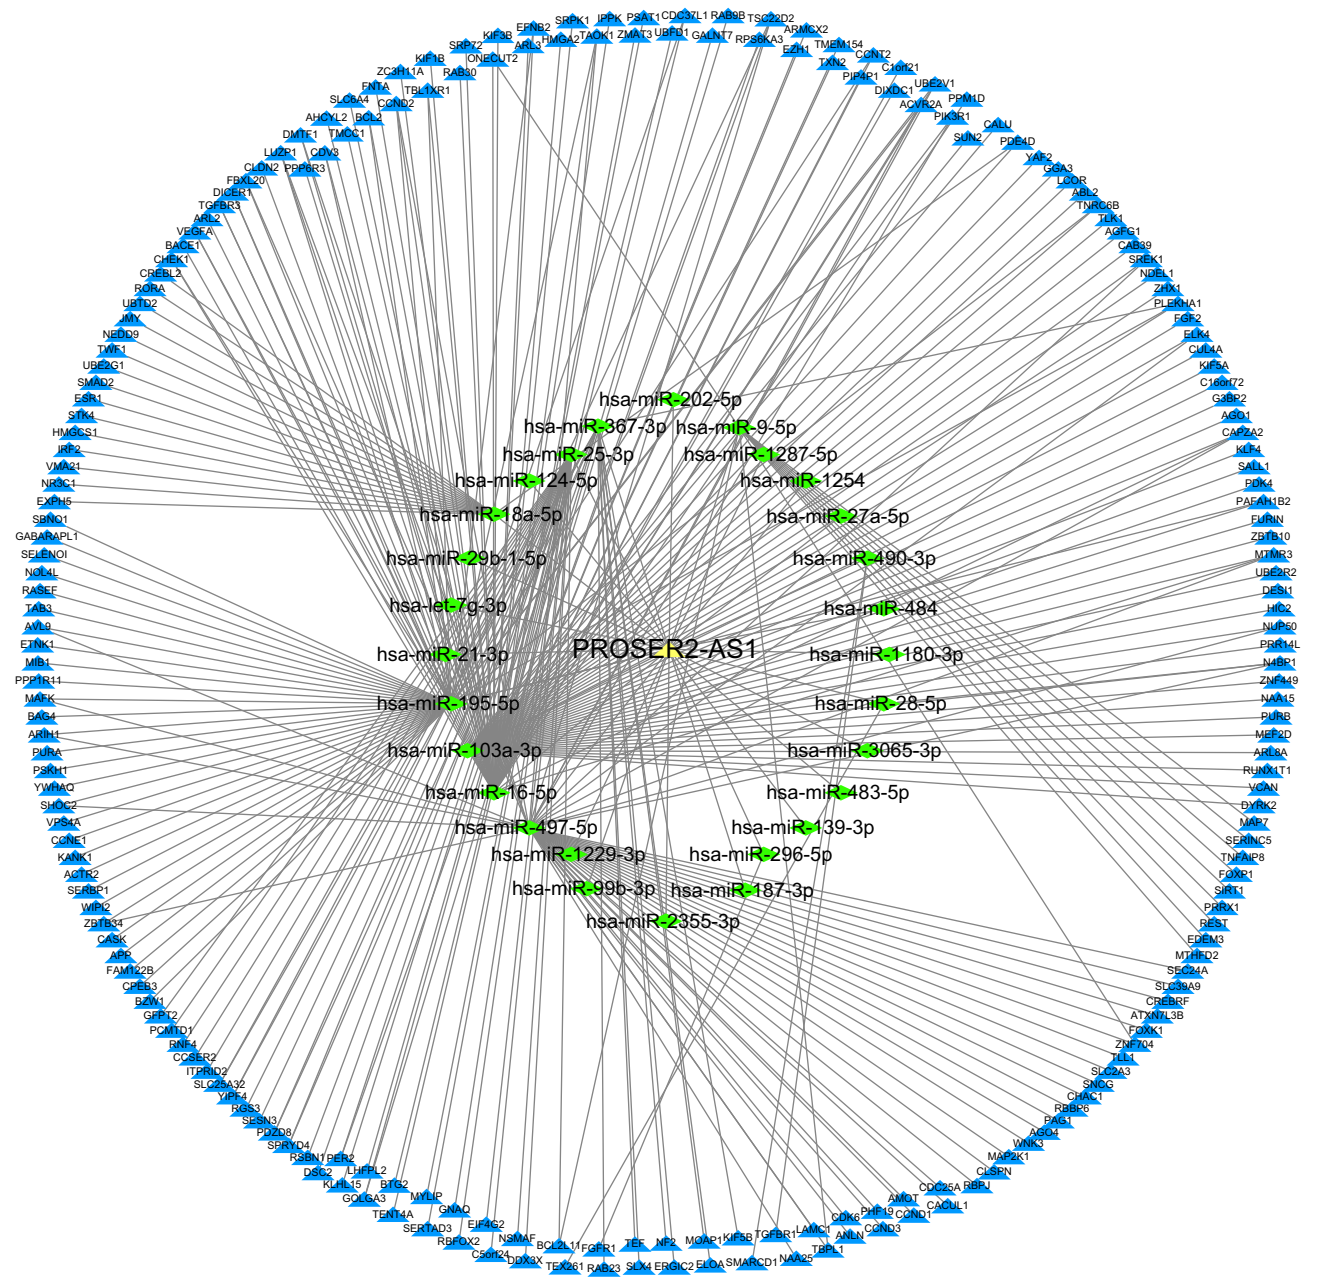 CDC37L1
RAB9B
TSC22D2
ARMCX2
TMEM154
CCNT2
C1orf21
UBE2V1
PPM1D
CALU
PDE4D
YAF2
GGA3
LCOR
ABL2
TNRC6B
TLK1
AGFG1
CAB39
SREK1
NDEL1
ZHX1
PLEKHA1
FGF2
ELK4
CUL4A
KIF5A
C16orf72
G3BP2
AGO1
CAPZA2
KLF4
SALL1
PDK4
PAFAH1B2
FURIN
ZBTB10
MTMR3
UBE2R2
DESI1
HIC2
NUP50
PRR14L
N4BP1
ZNF449
NAA15
PURB
MEF2D
ARL8A
RUNX1T1
VCAN
DYRK2
MAP7
SERINC5
TNFAIP8
FOXP1
SIRT1
PRRX1
REST
EDEM3
MTHFD2
SEC24A
SLC39A9
CREBRF
ATXN7L3B
FOXK1
ZNF704
TLL1
SLC2A3
SNCG
CHAC1
RBBP6
PAG1
AGO4
WNK3
MAP2K1
CLSPN
RBPJ
CDC25A
CACUL1
AMOT
CCND1
PHF19
CCND3
CDK6
ANLN
LAMC1
TBPL1
TGFBR1
NAA25
KIF5B
SMARCD1
MOAP1
ELOA
NF2
ERGIC2
TEF
SLX4
FGFR1
RAB23
BCL2L11
TEX261
NSMAF
DDX3X
EIF4G2
C5orf24
GNAQ
RBFOX2
MYLIP
SERTAD3
BTG2
TENT4A
LHFPL2
GOLGA3
PER2
KLHL15
RSBN1
DSC2
SPRYD4
PDZD8
SESN3
RGS3
YIPF4
SLC25A32
ITPRID2
CCSER2
RNF4
PCMTD1
GFPT2
BZW1
CPEB3
FAM122B
APP
CASK
ZBTB34
WIPI2
SERBP1
ACTR2
KANK1
CCNE1
VPS4A
SHOC2
YWHAQ
PSKH1
PURA
ARIH1
BAG4
MAFK
PPP1R11
MIB1
ETNK1
AVL9
TAB3
RASEF
NOL4L
SELENOI
GABARAPL1
SBNO1
EXPH5
NR3C1
VMA21
IRF2
HMGCS1
STK4
ESR1
SMAD2
UBE2G1
TWF1
NEDD9
JMY
UBTD2
RORA
CREBL2
CHEK1
BACE1
VEGFA
ARL2
TGFBR3
DICER1
FBXL20
CLDN2
LUZP1
PPP6R3
DMTF1
CDV3
AHCYL2
TMCC1
SLC6A4
BCL2
FNTA
CCND2
ZC3H11A
TBL1XR1
KIF1B
RAB30
SRP72
ONECUT2
KIF3B
ARL3
EFNB2
HMGA2
SRPK1
TAOK1
IPPK
ZMAT3
PSAT1
UBFD1
GALNT7
RPS6KA3
EZH1
TXN2
PIP4P1
DIXDC1
ACVR2A
PIK3R1
SUN2
hsa-miR-202-5p
hsa-miR-367-3p
hsa-miR-9-5p
hsa-miR-25-3p
hsa-miR-1287-5p
hsa-miR-124-5p
hsa-miR-1254
hsa-miR-18a-5p
hsa-miR-27a-5p
hsa-miR-29b-1-5p
hsa-miR-490-3p
hsa-let-7g-3p
hsa-miR-484
hsa-miR-21-3p
PROSER2-AS1
hsa-miR-1180-3p
hsa-miR-195-5p
hsa-miR-28-5p
hsa-miR-103a-3p
hsa-miR-3065-3p
hsa-miR-16-5p
hsa-miR-483-5p
hsa-miR-497-5p
hsa-miR-139-3p
hsa-miR-1229-3p
hsa-miR-296-5p
hsa-miR-99b-3p
hsa-miR-187-3p
hsa-miR-2355-3p